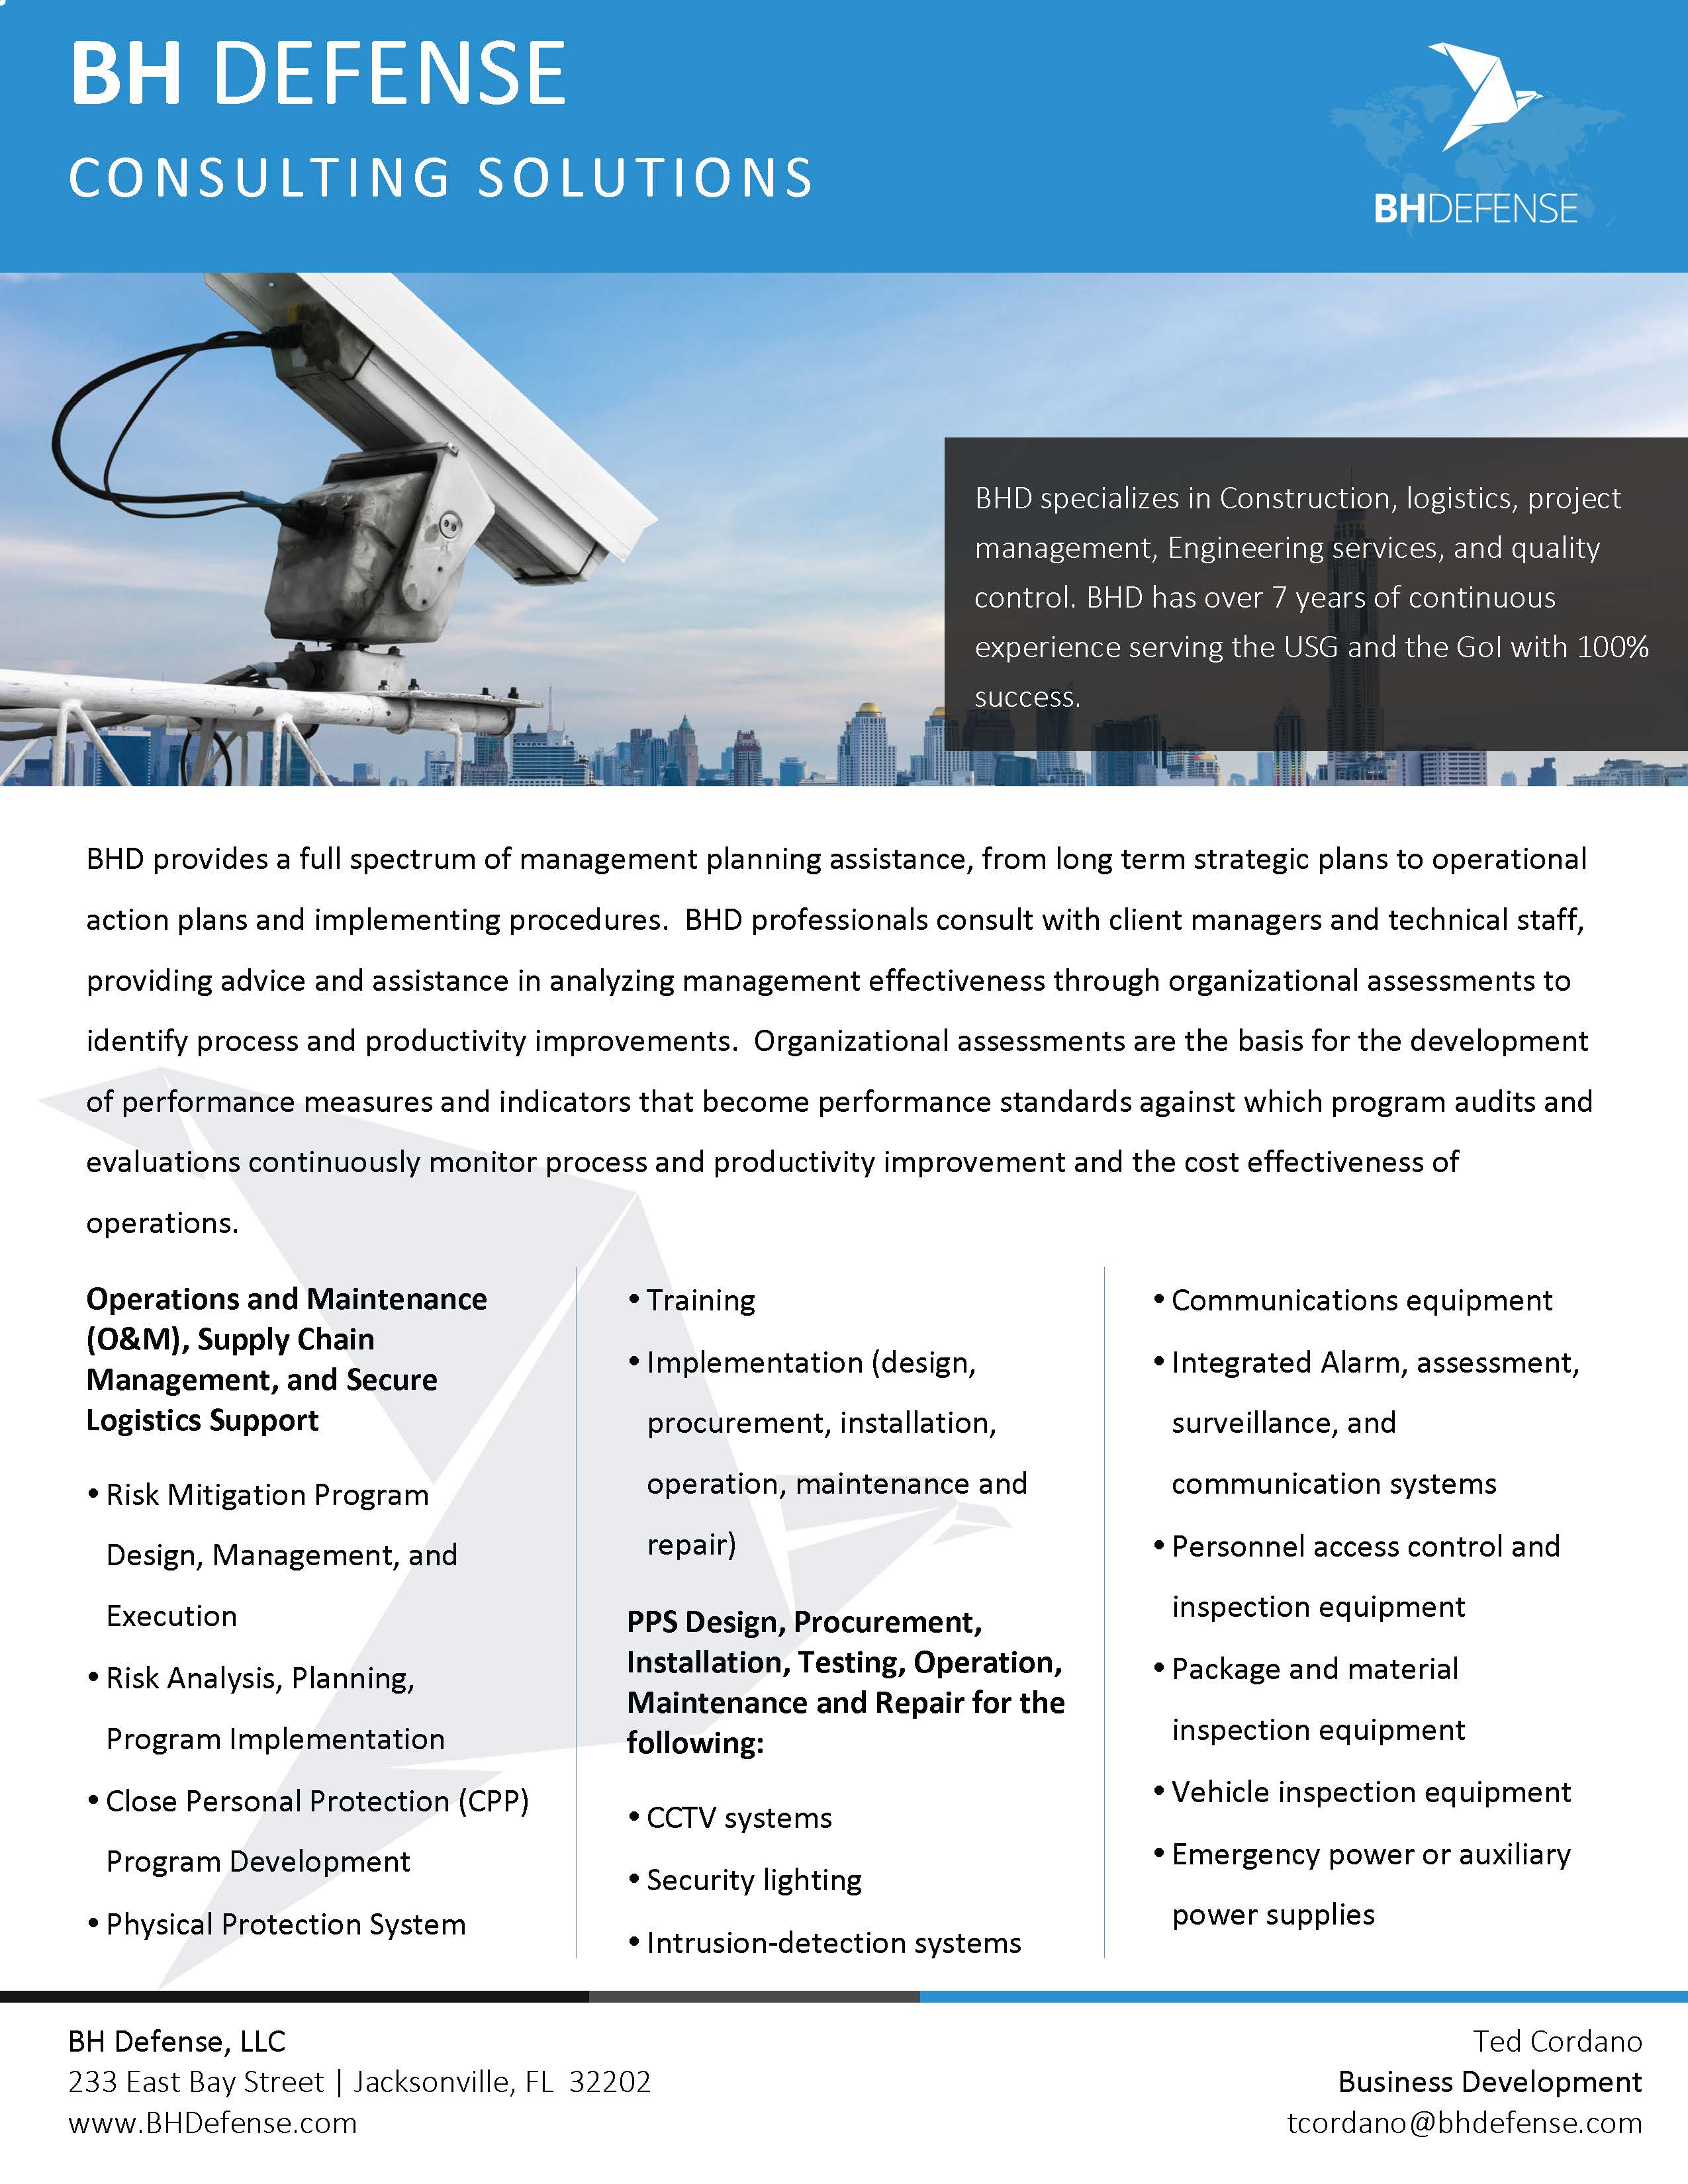 BH DEFENSE
CONSULTING SOLUTIONS
BHDEFENSE
BHD specializes in Construction, logistics, project
management, Engineering services, and quality
control. BHD has over 7 years of continuous
experience serving the USG and the GoI with 100%
success.
BHD provides a full spectrum of management planning assistance, from long term strategic plans to operational
action plans and implementing procedures.  BHD professionals consult with client managers and technical staff,
providing advice and assistance in analyzing management effectiveness through organizational assessments to
identify process and productivity improvements.  Organizational assessments are the basis for the development
of performance measures and indicators that become performance standards against which program audits and
evaluations continuously monitor process and productivity improvement and the cost effectiveness of
operations.
Operations and Maintenance
(O&M), Supply Chain
Management, and Secure
Logistics Support
• Risk Mitigation Program
Design, Management, and
Execution
• Risk Analysis, Planning,
Program Implementation
• Close Personal Protection (CPP)
Program Development
• Physical Protection System
• Training
• Implementation (design,
procurement, installation,
operation, maintenance and
repair)
PPS Design, Procurement,
Installation, Testing, Operation,
Maintenance and Repair for the
following:
• CCTV systems
• Security lighting
• Intrusion-detection systems
• Communications equipment
• Integrated Alarm, assessment,
surveillance, and
communication systems
• Personnel access control and
inspection equipment
• Package and material
inspection equipment
• Vehicle inspection equipment
• Emergency power or auxiliary
power supplies
BH Defense, LLC
233 East Bay Street | Jacksonville, FL  32202
www.BHDefense.com
Ted Cordano
Business Development
tcordano@bhdefense.com